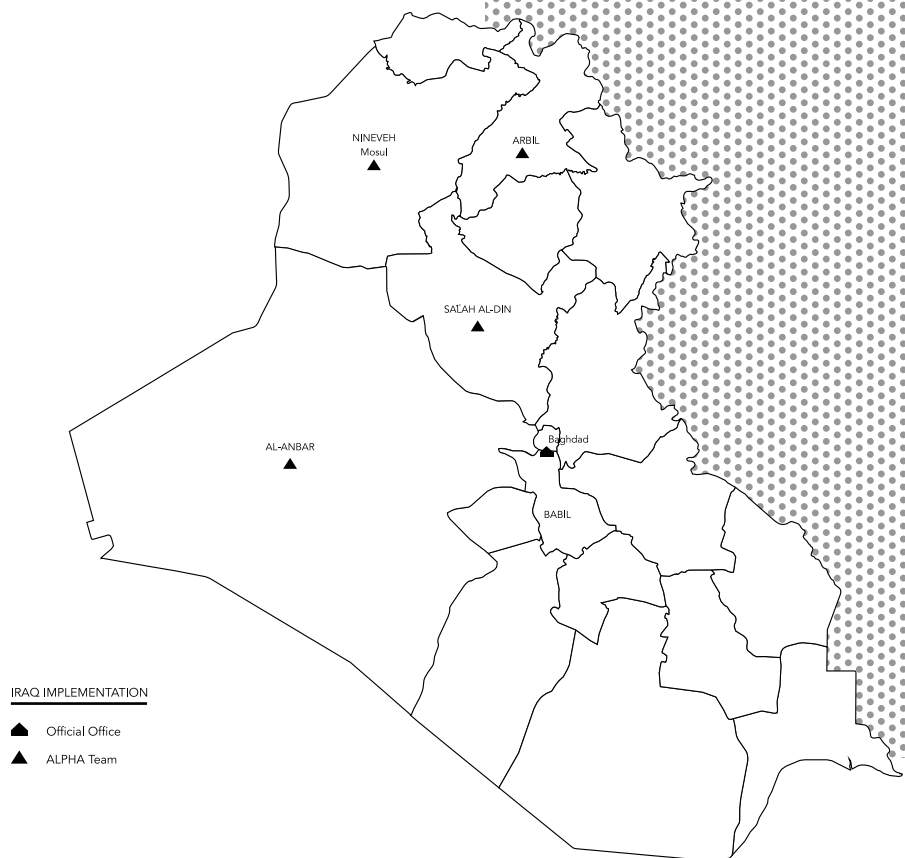 NINEVEH
Mosul
ARBIL
SALAH AL-DIN
AL-ANBAR
Baghdad
BABIL
IRAQ IMPLEMENTATION
Official Office
ALPHA Team